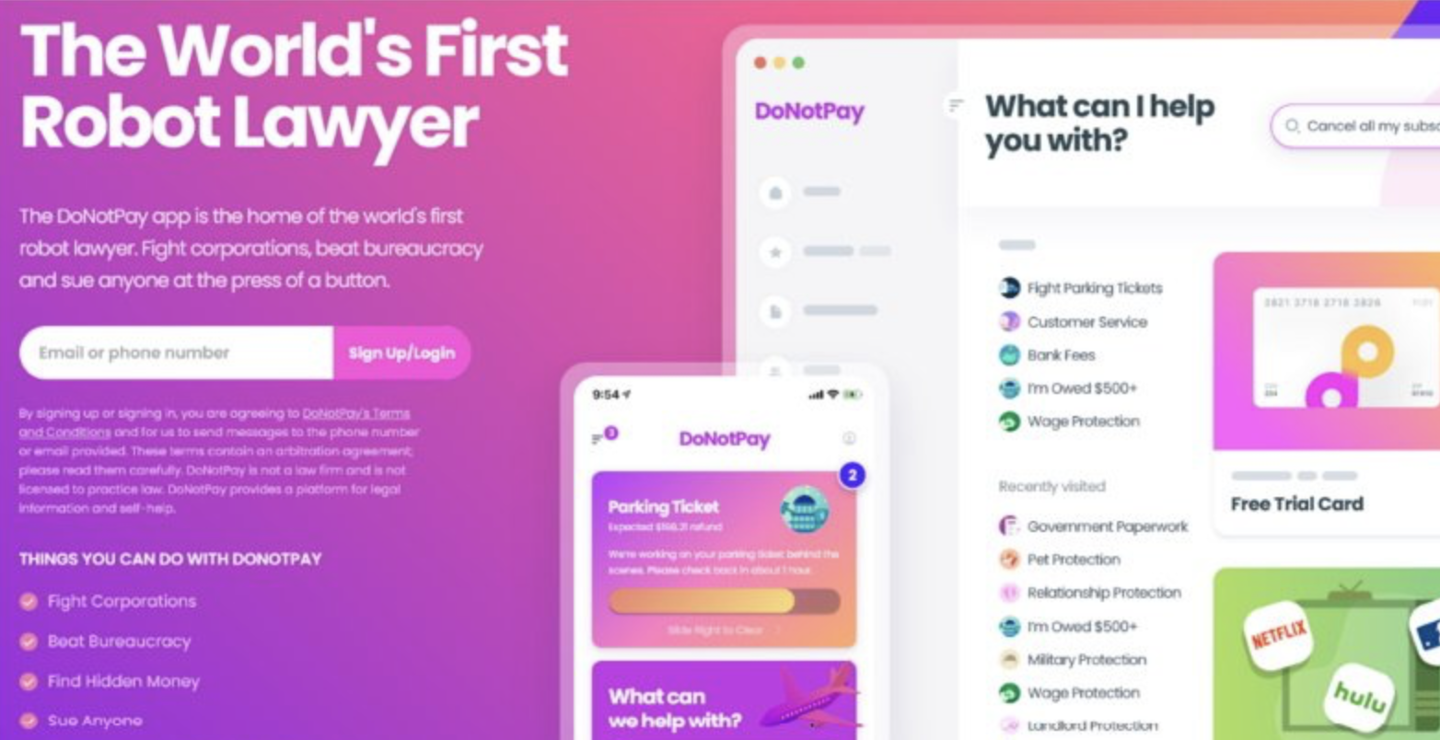 The World's First
Robot Lawyer
The DoNotPay app is the home of the world's first
robot lawyer. Fight corporations, beat bureaucracy
and sue anyone at the press of a button.
Email or phone number
Sign Up/Login
By signing up or signing in, you are agreeing to DoNotPay's Terms
and Conditions and for us to send messages to the phone number
or email provided. These terms contain an arbitration agreement;
please read them carefully. DoNotPay is not a law firm and is not
licensed to practice law. DoNotPay provides a platform for legal
information and self-help.
THINGS YOU CAN DO WITH DONOTPAY
Fight Corporations
Beat Bureaucracy
Find Hidden Money
Sue Anyone
9:54
3
DoNotPay
2
Parking Ticket
Expected refund
We're working on your parking ticket behind the
scenes. Please check back in about 1 hour.
Slide Right to Clear
What can
we help with?
DoNotPay
What can I help
you with?
Cancel all my subsc
Fight Parking Tickets
Customer Service
Bank Fees
I'm Owed $500+
Wage Protection
Recently visited
Government Paperwork
Pet Protection
Relationship Protection
I'm Owed $500+
Military Protection
Wage Protection
Landlord Protection
3821 3718 2718 3826
Free Trial Card
NETFLIX
hulu